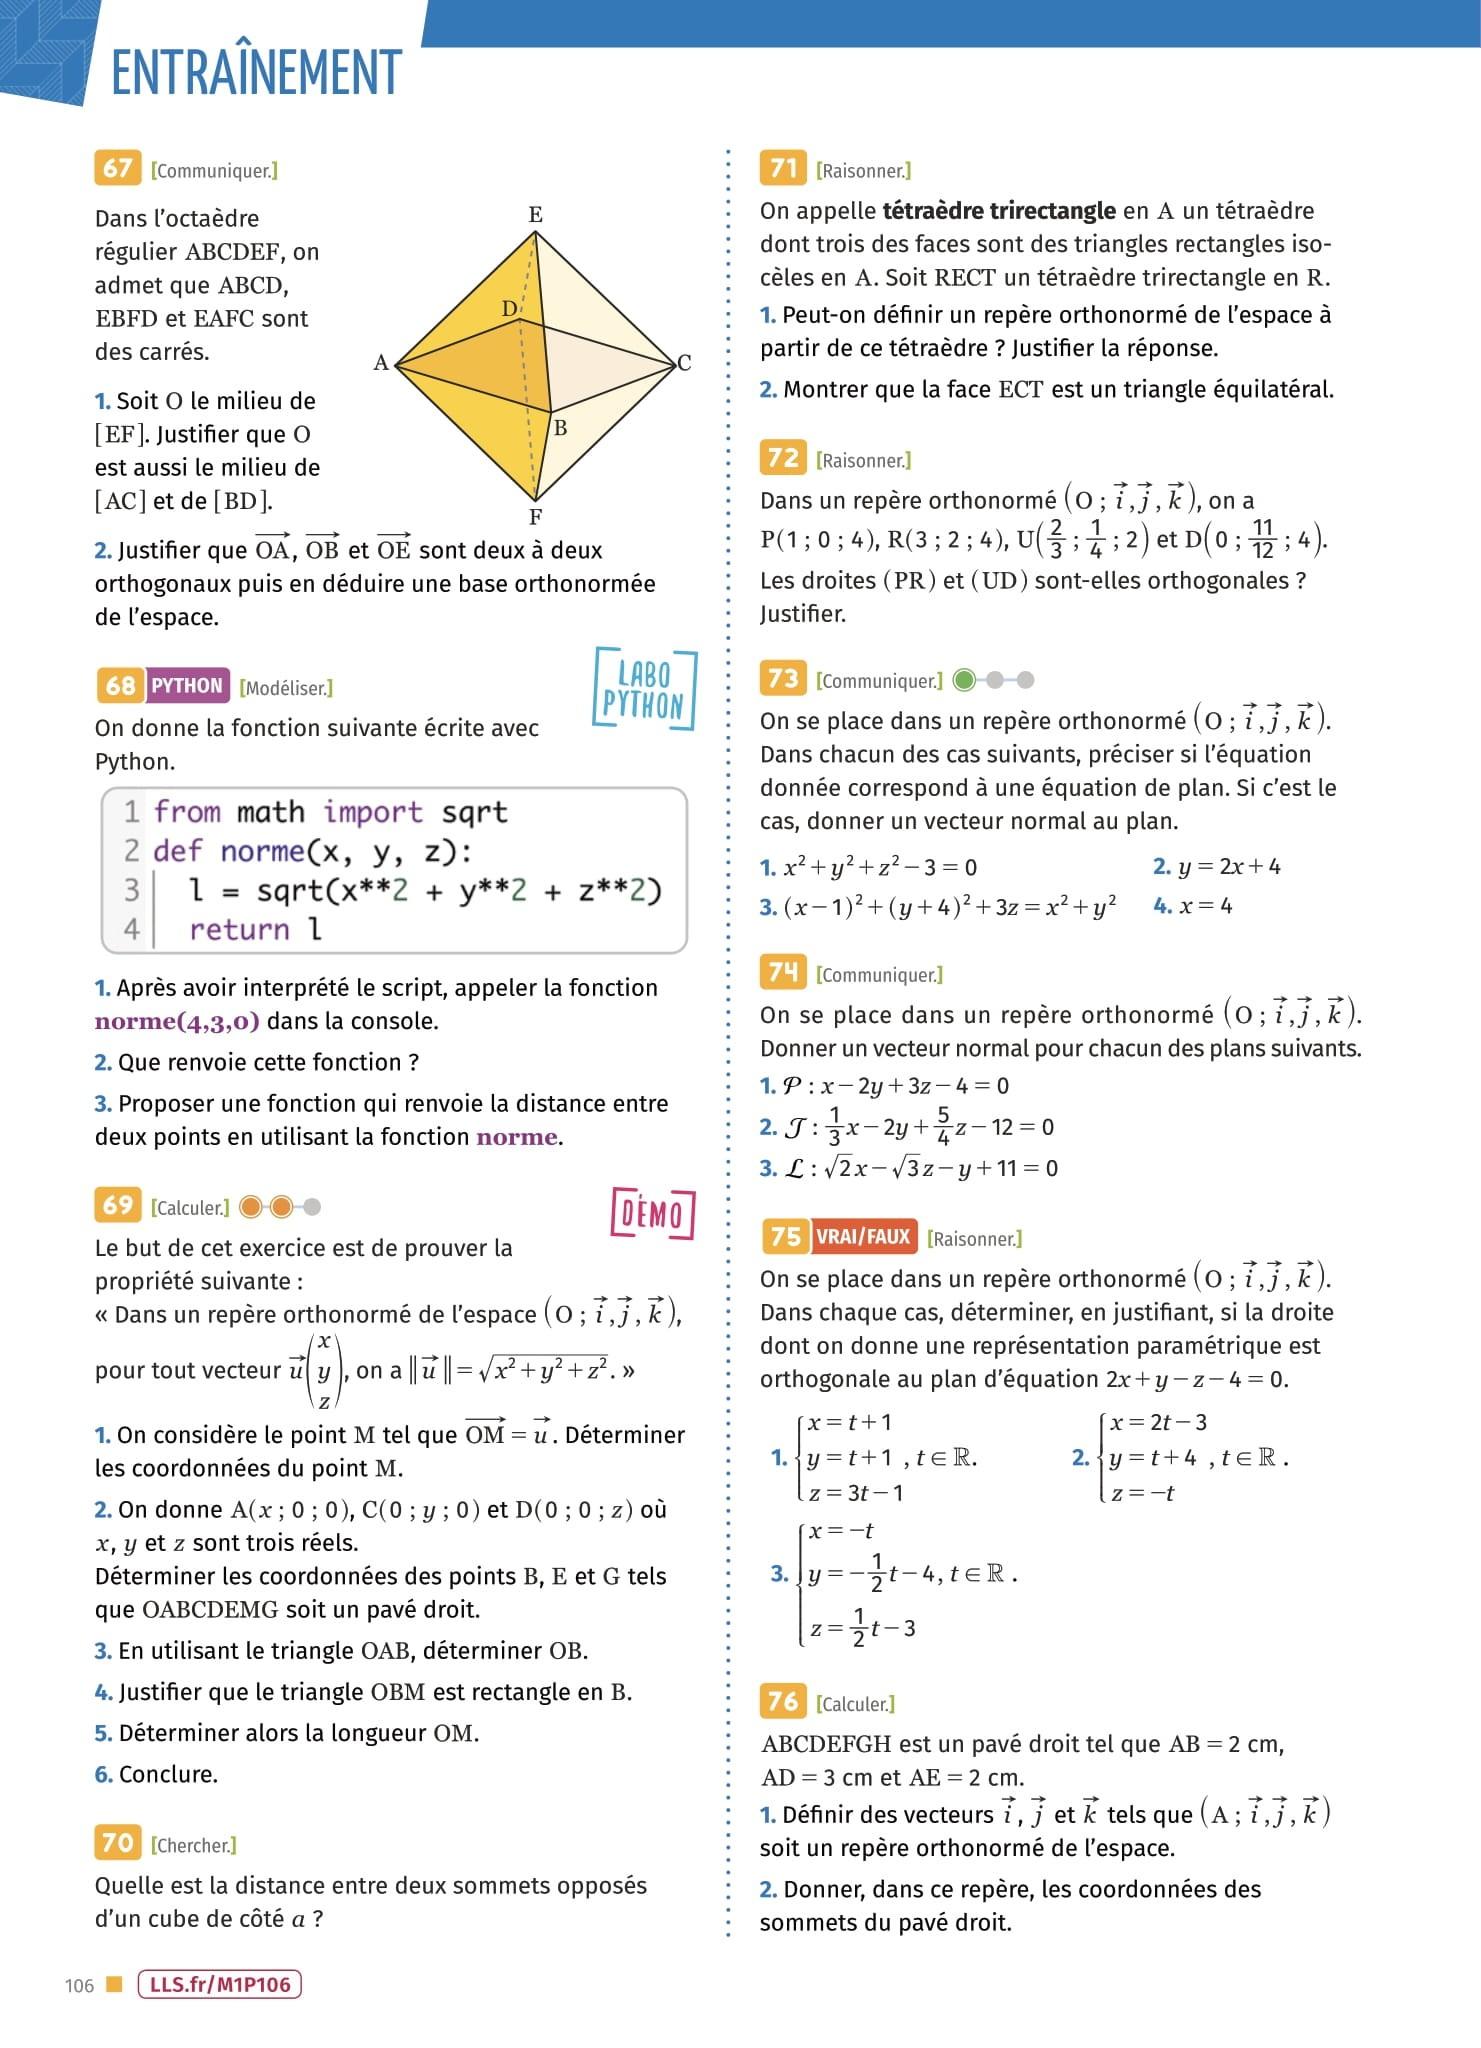 ENTRAÎNEMENT
67 [Communiquer.]
Dans l'octaèdre
régulier ABCDEF, on
admet que ABCD,
EBFD et EAFC sont
des carrés.
1. Soit O le milieu de
[EF]. Justifier que O
est aussi le milieu de
[AC] et de [BD].
E
D
A
C
B
F
2. Justifier que $\overrightarrow{OA}$, $\overrightarrow{OB}$ et $\overrightarrow{OE}$ sont deux à deux
orthogonaux puis en déduire une base orthonormée
de l'espace.
68 PYTHON [Modéliser.]
LABO
PYTHON
On donne la fonction suivante écrite avec
Python.
1 from math import sqrt
2 def norme(x, y, z):
3 l = sqrt(x**2 + y**2 + z**2)
4 return l
1. Après avoir interprété le script, appeler la fonction
norme(4,3,0) dans la console.
2. Que renvoie cette fonction ?
3. Proposer une fonction qui renvoie la distance entre
deux points en utilisant la fonction norme.
69 [Calculer.]
DÉMO
Le but de cet exercice est de prouver la
propriété suivante :
« Dans un repère orthonormé de l'espace $(O ; \vec{i}, \vec{j}, \vec{k})$,
pour tout vecteur $\vec{u}\begin{pmatrix} x \\ y \\ z \end{pmatrix}$, on a $\|\vec{u}\| = \sqrt{x^2 + y^2 + z^2}$. »
1. On considère le point M tel que $\overrightarrow{OM} = \vec{u}$. Déterminer
les coordonnées du point M.
2. On donne A(x ; 0 ; 0), C(0 ; y ; 0) et D(0 ; 0 ; z) où
x, y et z sont trois réels.
Déterminer les coordonnées des points B, E et G tels
que OABCDEMG soit un pavé droit.
3. En utilisant le triangle OAB, déterminer OB.
4. Justifier que le triangle OBM est rectangle en B.
5. Déterminer alors la longueur OM.
6. Conclure.
70 [Chercher.]
Quelle est la distance entre deux sommets opposés
d'un cube de côté a ?
71 [Raisonner.]
On appelle tétraèdre trirectangle en A un tétraèdre
dont trois des faces sont des triangles rectangles iso-
cèles en A. Soit RECT un tétraèdre trirectangle en R.
1. Peut-on définir un repère orthonormé de l'espace à
partir de ce tétraèdre ? Justifier la réponse.
2. Montrer que la face ECT est un triangle équilatéral.
72 [Raisonner.]
Dans un repère orthonormé $(O ; \vec{i}, \vec{j}, \vec{k})$, on a
P(1 ; 0 ; 4), R(3 ; 2 ; 4), $U\left(\frac{2}{3} ; \frac{1}{4} ; 2\right)$ et $D\left(0 ; \frac{11}{12} ; 4\right)$.
Les droites (PR) et (UD) sont-elles orthogonales ?
Justifier.
73 [Communiquer.]
On se place dans un repère orthonormé $(O ; \vec{i}, \vec{j}, \vec{k})$.
Dans chacun des cas suivants, préciser si l'équation
donnée correspond à une équation de plan. Si c'est le
cas, donner un vecteur normal au plan.
1. $x^2 + y^2 + z^2 - 3 = 0$ 2. $y = 2x + 4$
3. $(x - 1)^2 + (y + 4)^2 + 3z = x^2 + y^2$ 4. $x = 4$
74 [Communiquer.]
On se place dans un repère orthonormé $(O ; \vec{i}, \vec{j}, \vec{k})$.
Donner un vecteur normal pour chacun des plans suivants.
1. $\mathcal{P} : x - 2y + 3z - 4 = 0$
2. $\mathcal{T} : \frac{1}{3}x - 2y + \frac{5}{4}z - 12 = 0$
3. $\mathcal{L} : \sqrt{2}x - \sqrt{3}z - y + 11 = 0$
75 VRAI/FAUX [Raisonner.]
On se place dans un repère orthonormé $(O ; \vec{i}, \vec{j}, \vec{k})$.
Dans chaque cas, déterminer, en justifiant, si la droite
dont on donne une représentation paramétrique est
orthogonale au plan d'équation $2x + y - z - 4 = 0$.
1. $\begin{cases} x = t + 1 \\ y = t + 1 \\ z = 3t - 1 \end{cases}, t \in \mathbb{R}.$ 2. $\begin{cases} x = 2t - 3 \\ y = t + 4 \\ z = -t \end{cases}, t \in \mathbb{R}.$
3. $\begin{cases} x = -t \\ y = -\frac{1}{2}t - 4 \\ z = \frac{1}{2}t - 3 \end{cases}, t \in \mathbb{R}.$
76 [Calculer.]
ABCDEFGH est un pavé droit tel que AB = 2 cm,
AD = 3 cm et AE = 2 cm.
1. Définir des vecteurs $\vec{i}$, $\vec{j}$ et $\vec{k}$ tels que $(A ; \vec{i}, \vec{j}, \vec{k})$
soit un repère orthonormé de l'espace.
2. Donner, dans ce repère, les coordonnées des
sommets du pavé droit.
106 LLS.fr/M1P106